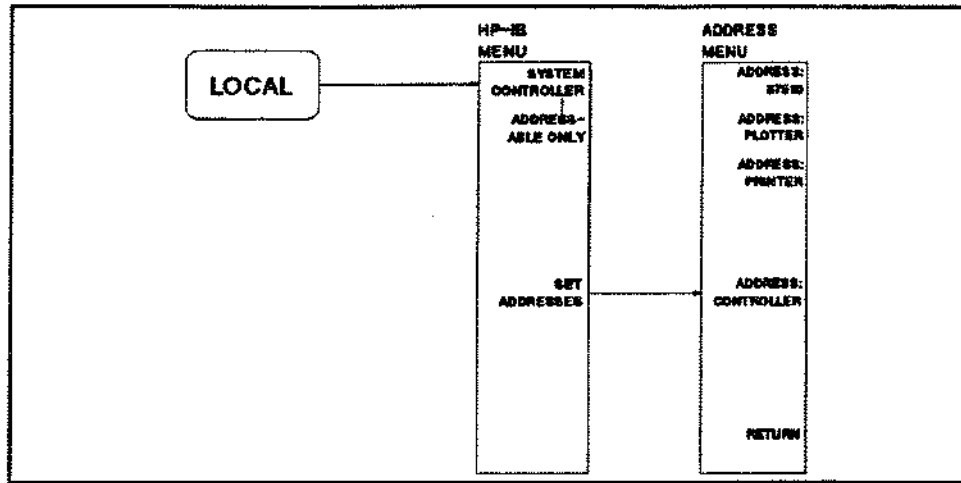 LOCAL
HP-IB
MENU
SYSTEM
CONTROLLER
ADDRESS-
ABLE ONLY
SET
ADDRESSES
ADDRESS
MENU
ADDRESS:
ADDRESS:
PLOTTER
ADDRESS:
PRINTER
ADDRESS:
CONTROLLER
RETURN